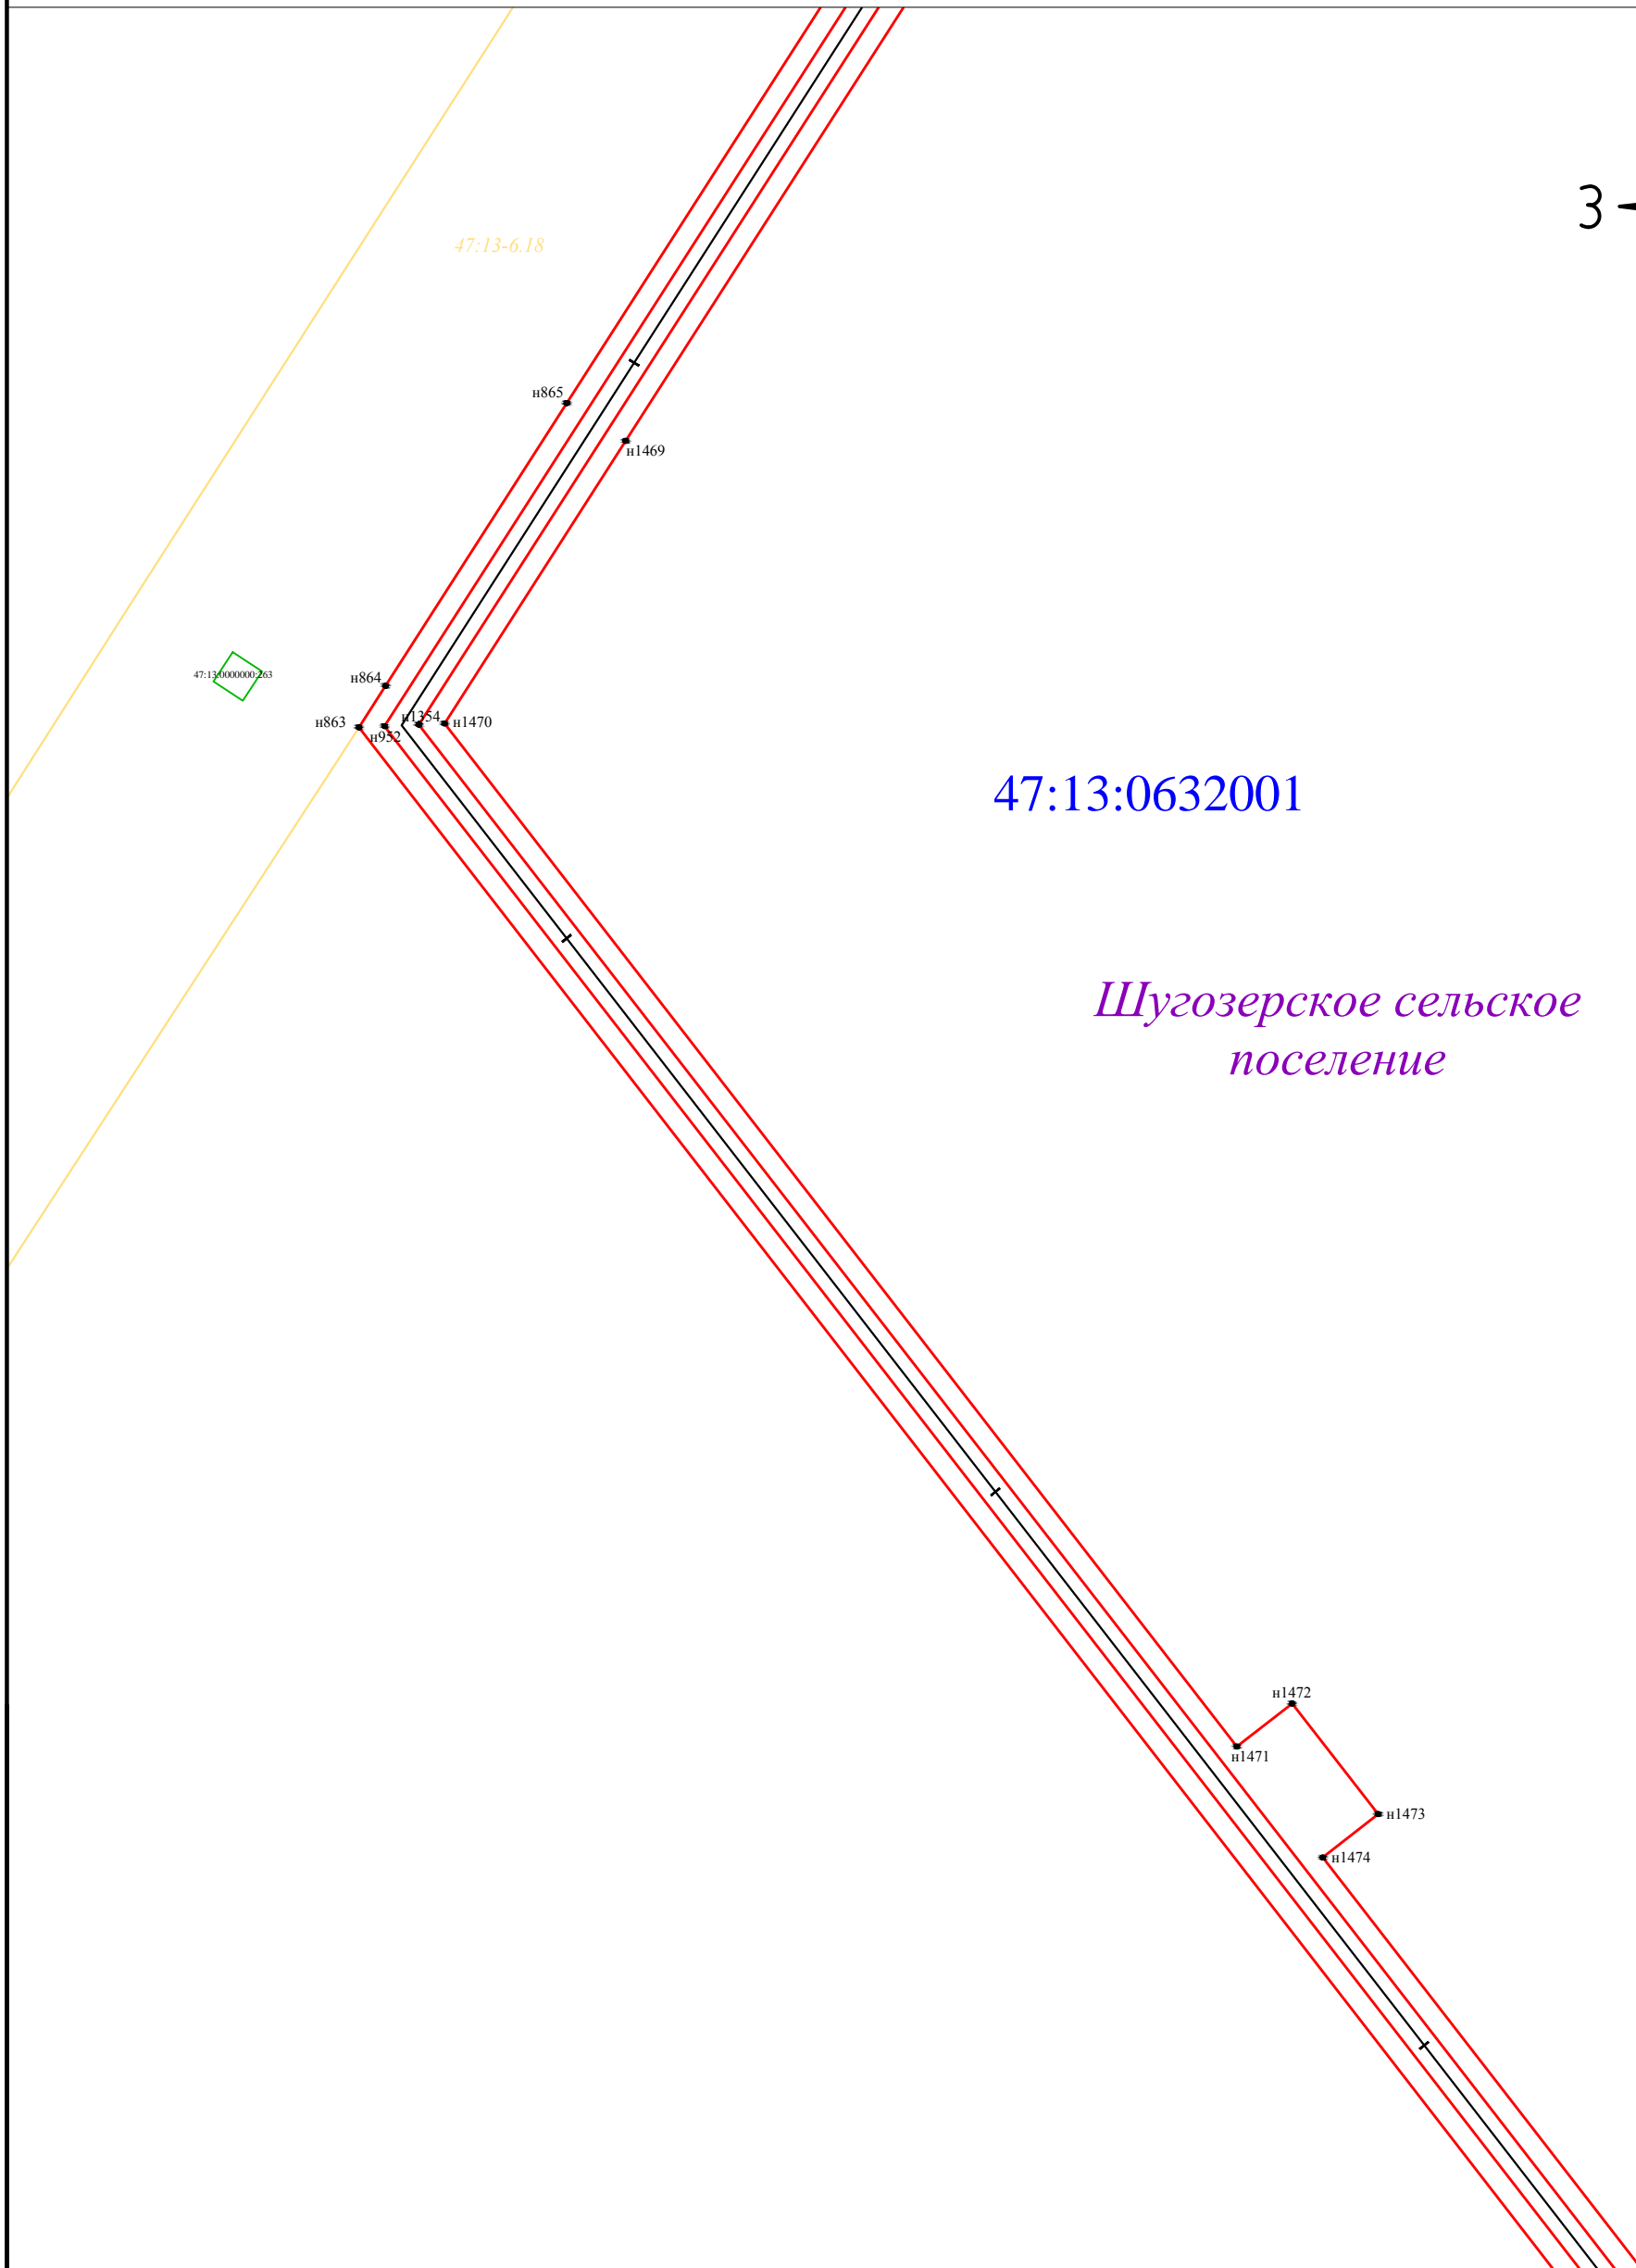 З
47:13-6.18
н865
н1469
47:13:0000000:263
н864
н863
н952
н1354
н1470
47:13:0632001
Шугозерское сельское
поселение
н1472
н1471
н1473
н1474